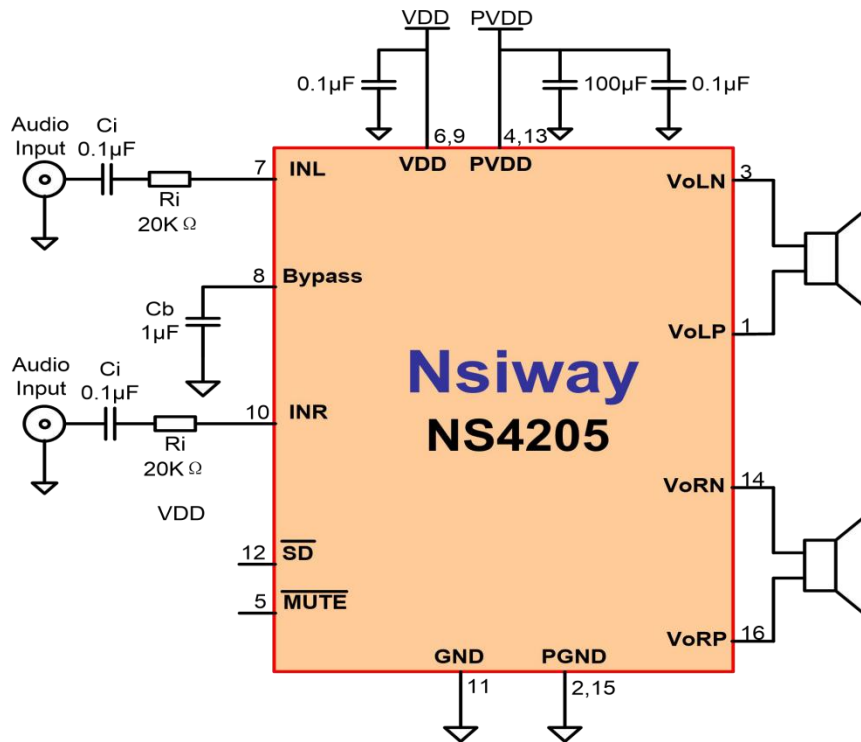 VDD PVDD
0.1µF 100µF 0.1µF
Audio
Input
Ci
0.1µF
Ri
20KΩ
7 INL
6,9
VDD
4,13
PVDD
VoLN 3
8 Bypass
Cb
1µF
VoLP 1
Audio
Input
Ci
0.1µF
Ri
20KΩ
10 INR
Nsiway
NS4205
VDD
VoRN 14
12 SD
5 MUTE
VoRP 16
GND
11
PGND
2,15